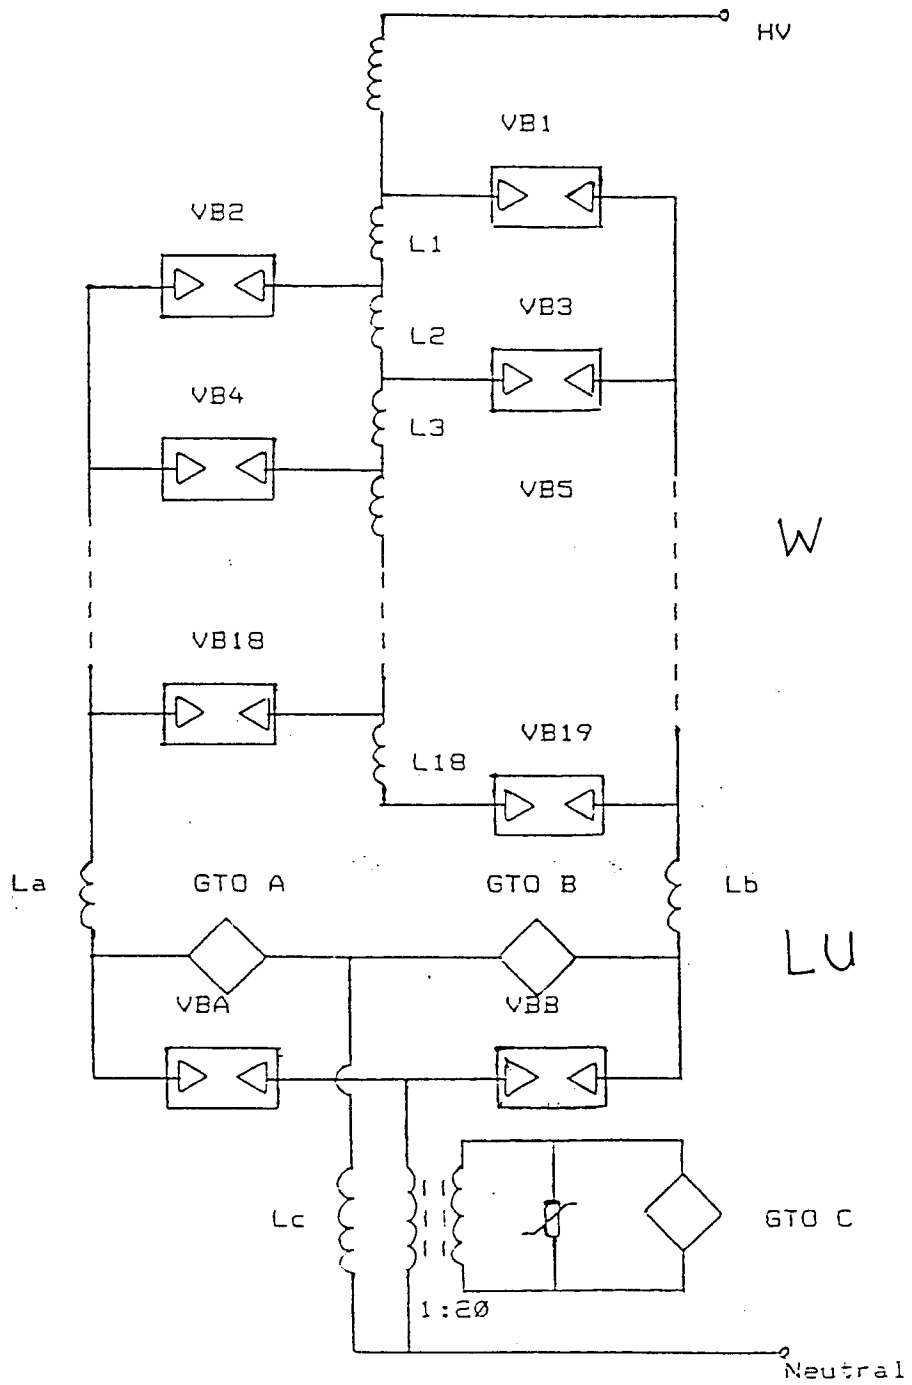 HV
VB1
VB2
L1
VB3
L2
VB4
L3
VB5
W
VB18
VB19
L18
La
GTO A
GTO B
Lb
LU
VBA
VBB
Lc
GTO C
1:20
Neutral